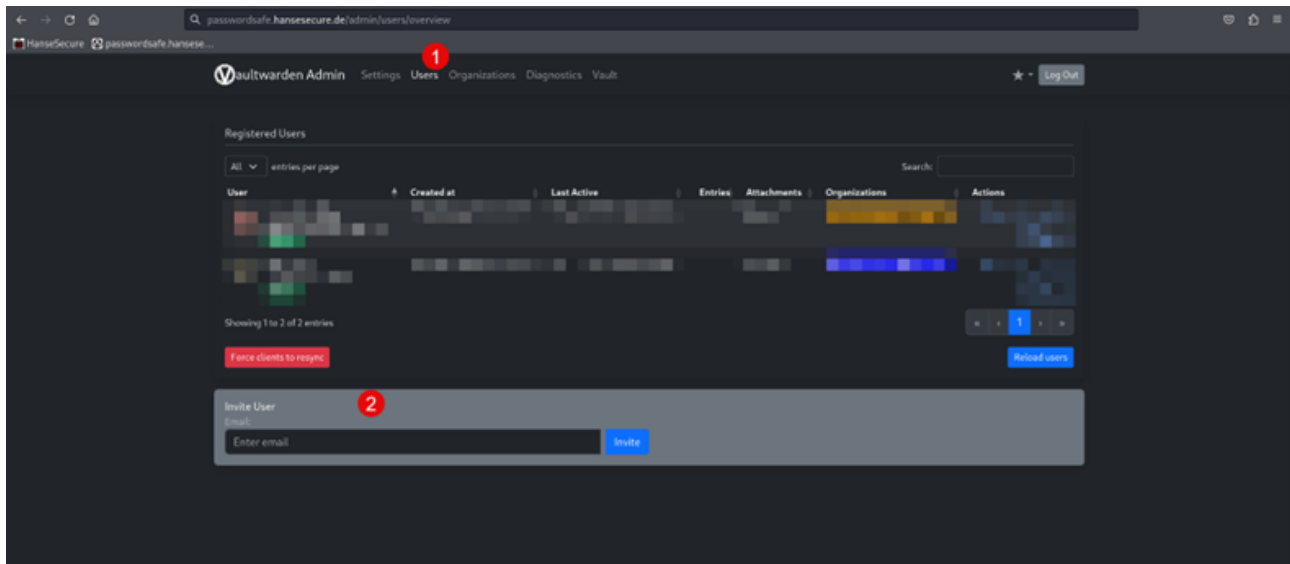 passwordsafe.hansesecure.de/admin/users/overview
HanseSecure passwordsafe.hansese...
1
Vaultwarden Admin Settings Users Organizations Diagnostics Vault Log Out
Registered Users
All entries per page Search:
User Created at Last Active Entries Attachments Organizations Actions
Showing 1 to 2 of 2 entries « ‹ 1 › »
Force clients to resync Reload users
Invite User 2
Email:
Enter email Invite